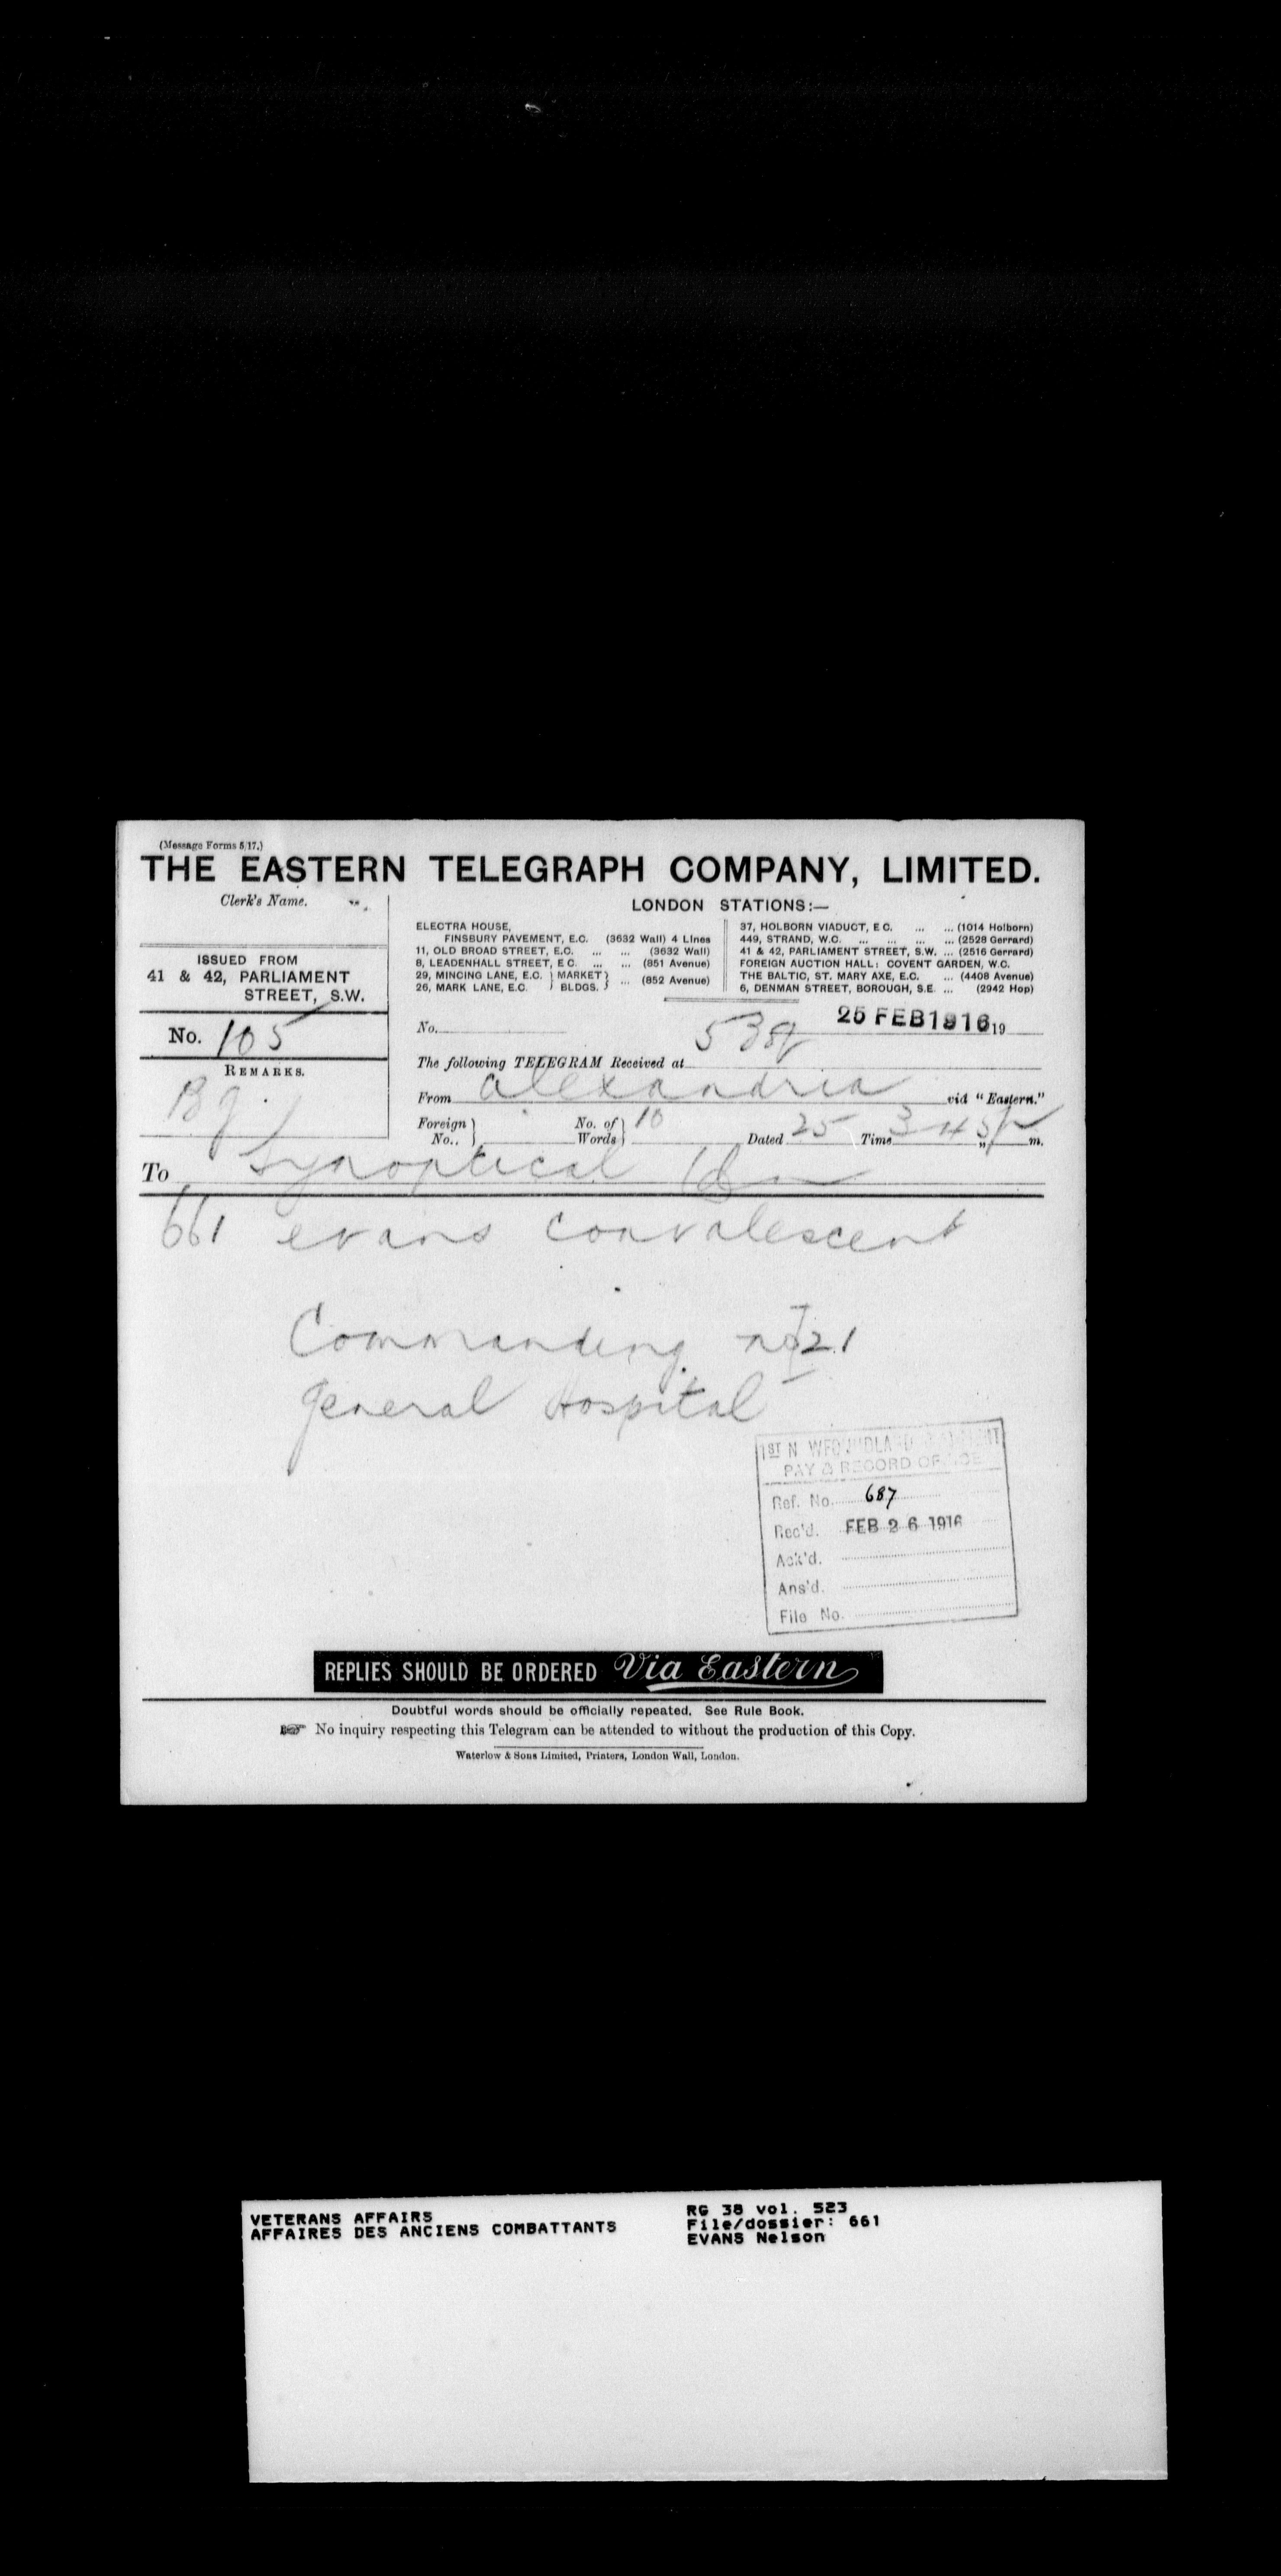 (Message Forms 5/17.)
THE EASTERN TELEGRAPH COMPANY, LIMITED.
Clerk's Name.
ISSUED FROM
41 & 42, PARLIAMENT
STREET, S.W.
No. 105
REMARKS.
LONDON STATIONS:—
ELECTRA HOUSE,
FINSBURY PAVEMENT, E.C. (3632 Wall) 4 Lines
11, OLD BROAD STREET, E.C. ... ... (3632 Wall)
8, LEADENHALL STREET, E C. ... ... (851 Avenue)
29, MINCING LANE, E.C. } MARKET }
26, MARK LANE, E.C. } BLDGS. } ... (852 Avenue)
37, HOLBORN VIADUCT, E C. ... ... (1014 Holborn)
449, STRAND, W.C. ... ... ... ... (2528 Gerrard)
41 & 42, PARLIAMENT STREET, S.W. ... (2516 Gerrard)
FOREIGN AUCTION HALL: COVENT GARDEN, W.C.
THE BALTIC, ST. MARY AXE, E.C. ... (4408 Avenue)
6, DENMAN STREET, BOROUGH, S.E. ... (2942 Hop)
No. 25 FEB 1916 19
The following TELEGRAM Received at
From Alexandria viâ "Eastern."
Foreign No.. No. of Words 10 Dated 25 Time 3 45 p m.
To Synoptical Ldn
661 evans convalescent
Commanding no 21
general Hospital
1ST NEWFOUNDLAND REGIMENT
PAY & RECORD OFFICE
Ref. No. 687
Rec'd. FEB 26 1916
Ack'd.
Ans'd.
File No.
REPLIES SHOULD BE ORDERED Via Eastern
Doubtful words should be officially repeated. See Rule Book.
No inquiry respecting this Telegram can be attended to without the production of this Copy.
Waterlow & Sons Limited, Printers, London Wall, London.
VETERANS AFFAIRS
AFFAIRES DES ANCIENS COMBATTANTS
RG 38 vol. 523
File/dossier: 661
EVANS Nelson